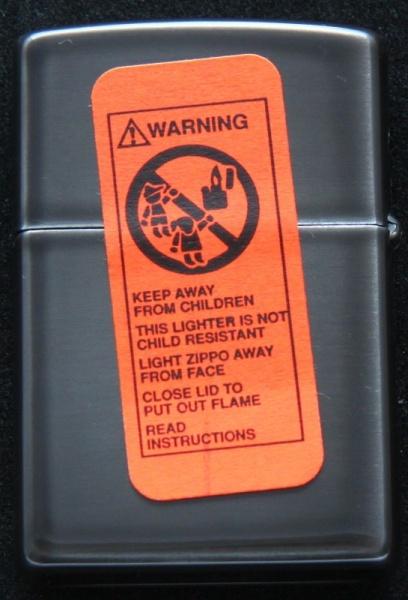 WARNING
KEEP AWAY
FROM CHILDREN
THIS LIGHTER IS NOT
CHILD RESISTANT
LIGHT ZIPPO AWAY
FROM FACE
CLOSE LID TO
PUT OUT FLAME
READ
INSTRUCTIONS